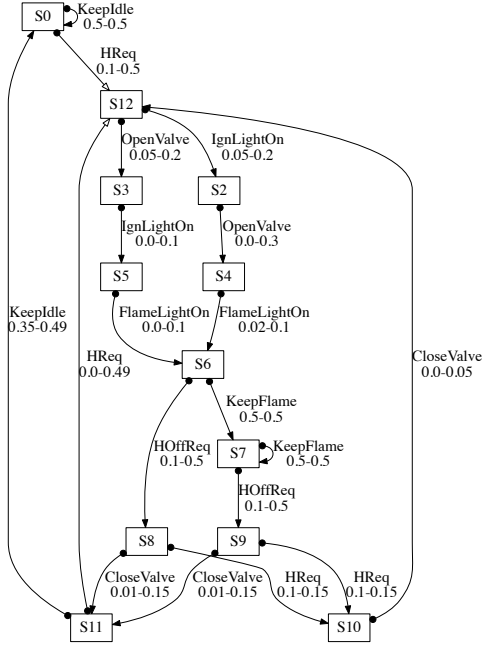 S0
KeepIdle
0.5-0.5
HReq
0.1-0.5
S12
OpenValve
0.05-0.2
IgnLightOn
0.05-0.2
S3
S2
IgnLightOn
0.0-0.1
OpenValve
0.0-0.3
S5
S4
FlameLightOn
0.0-0.1
FlameLightOn
0.02-0.1
KeepIdle
0.35-0.49
HReq
0.0-0.49
CloseValve
0.0-0.05
S6
KeepFlame
0.5-0.5
HOffReq
0.1-0.5
S7
KeepFlame
0.5-0.5
HOffReq
0.1-0.5
S8
S9
CloseValve
0.01-0.15
CloseValve
0.01-0.15
HReq
0.1-0.15
HReq
0.1-0.15
S11
S10